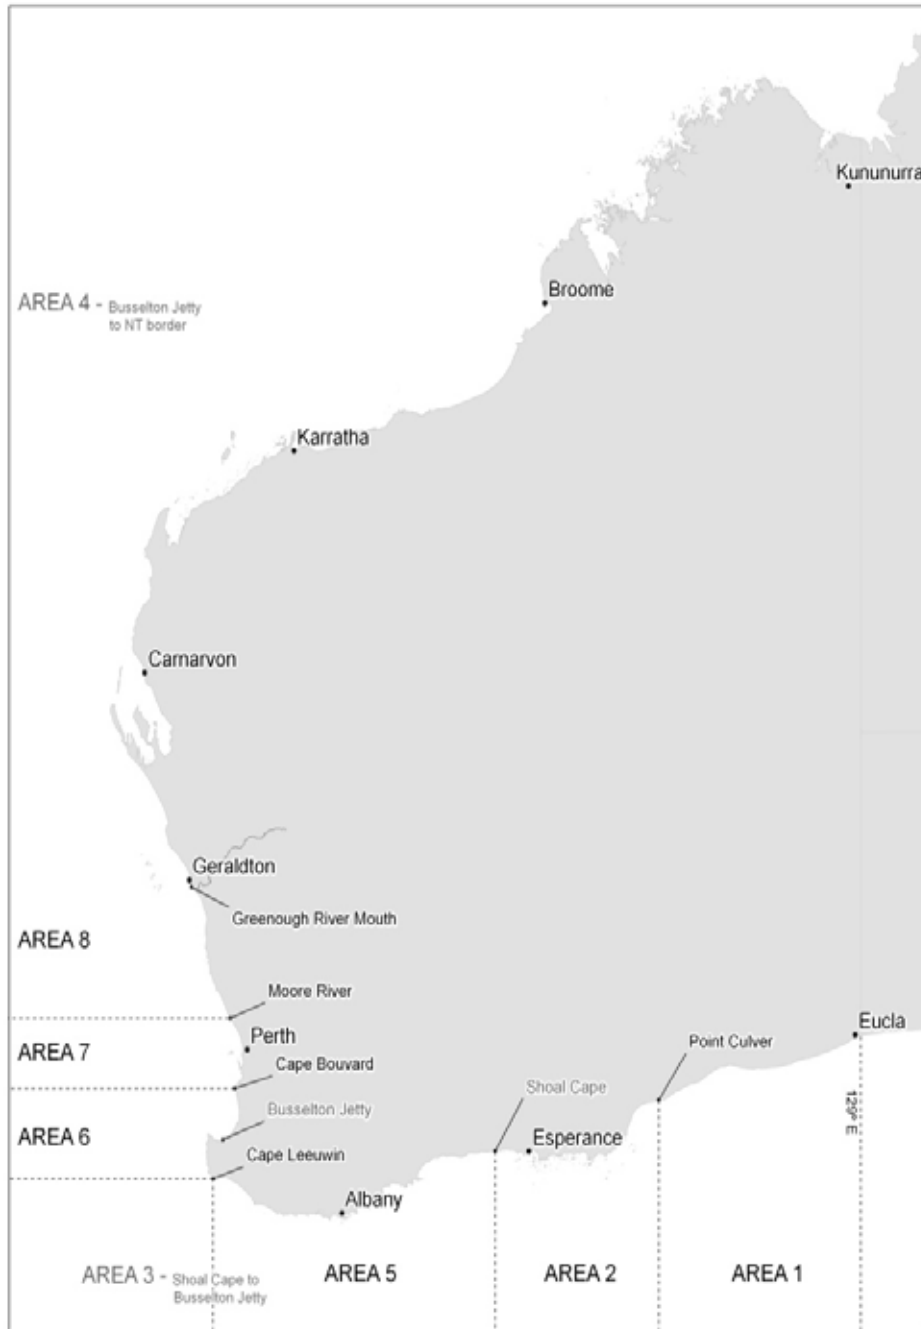 Kununurra
Broome
AREA 4 - Busselton Jetty
to NT border
Karratha
Carnarvon
Geraldton
Greenough River Mouth
AREA 8
Moore River
Eucla
Perth
Point Culver
AREA 7
Cape Bouvard
Shoal Cape
129° E
Busselton Jetty
AREA 6
Esperance
Cape Leeuwin
Albany
AREA 3 - Shoal Cape to
Busselton Jetty
AREA 5
AREA 2
AREA 1